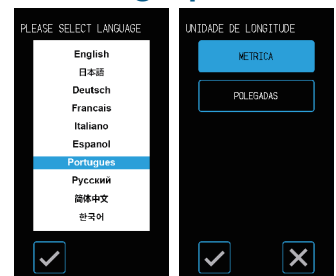 PLEASE SELECT LANGUAGE
English
日本語
Deutsch
Francais
Italiano
Espanol
Portugues
Русский
简体中文
한국어
UNIDADE DE LONGITUDE
METRICA
POLEGADAS